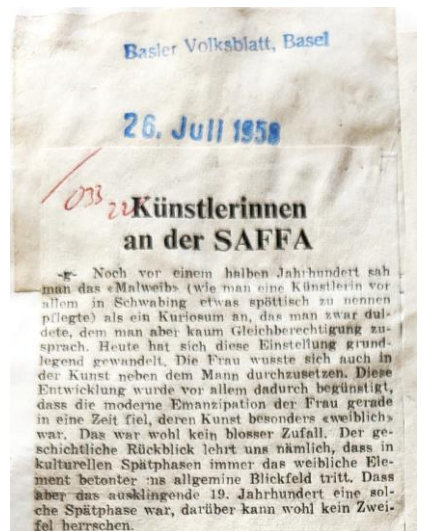 Basler Volksblatt, Basel
26. Juli 1958
033
Künstlerinnen
an der SAFFA
-g- Noch vor einem halben Jahrhundert sah
man das «Malweib» (wie man eine Künstlerin vor
allem in Schwabing etwas spöttisch zu nennen
pflegte) als ein Kuriosum an, das man zwar dul-
dete, dem man aber kaum Gleichberechtigung zu-
sprach. Heute hat sich diese Einstellung grund-
legend gewandelt. Die Frau wusste sich auch in
der Kunst neben dem Mann durchzusetzen. Diese
Entwicklung wurde vor allem dadurch begünstigt,
dass die moderne Emanzipation der Frau gerade
in eine Zeit fiel, deren Kunst besonders «weiblich»
war. Das war wohl kein blosser Zufall. Der ge-
schichtliche Rückblick lehrt uns nämlich, dass in
kulturellen Spätphasen immer das weibliche Ele-
ment betonter ins allgmeine Blickfeld tritt. Dass
aber das ausklingende 19. Jahrhundert eine sol-
che Spätphase war, darüber kann wohl kein Zwei-
fel herrschen.